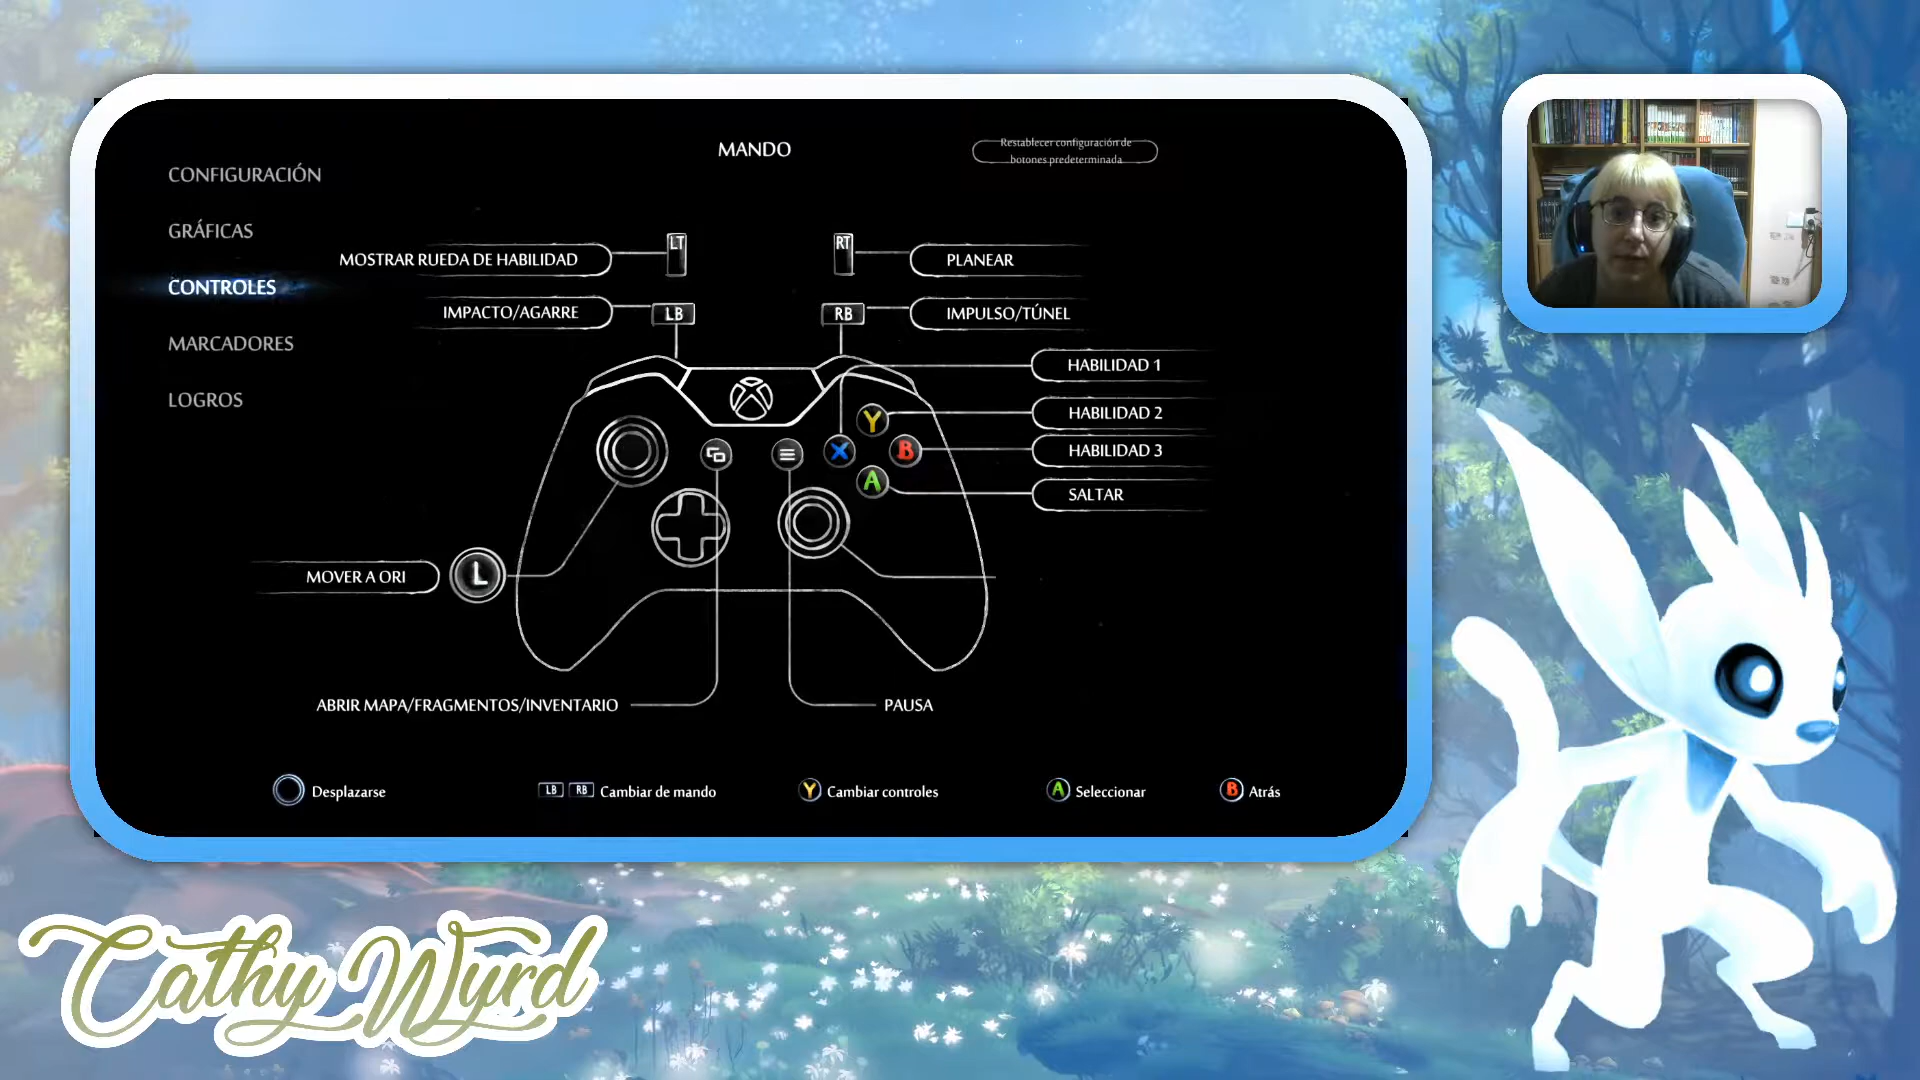 MANDO
Restablecer configuración de
botones predeterminada
CONFIGURACIÓN
GRÁFICAS
CONTROLES
MARCADORES
LOGROS
LT
RT
MOSTRAR RUEDA DE HABILIDAD
PLANEAR
IMPACTO/AGARRE
LB
RB
IMPULSO/TÚNEL
HABILIDAD 1
Y
HABILIDAD 2
X
B
HABILIDAD 3
A
SALTAR
MOVER A ORI
L
ABRIR MAPA/FRAGMENTOS/INVENTARIO
PAUSA
Desplazarse
LB RB Cambiar de mando
Y Cambiar controles
A Seleccionar
B Atrás
Cathy Wyrd